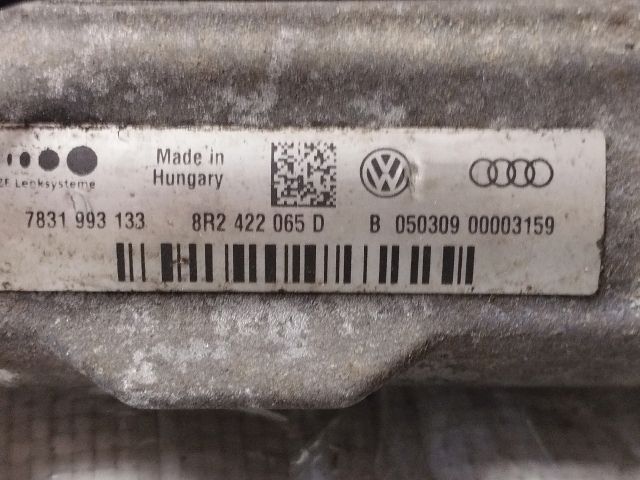 Made in
Hungary
ZF Lenksysteme
7831 993 133 8R2 422 065 D B 050309 00003159